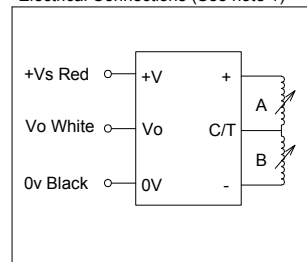 Electrical Connections (See note 1)
+Vs Red +V + A
Vo White Vo C/T B
0v Black 0V -